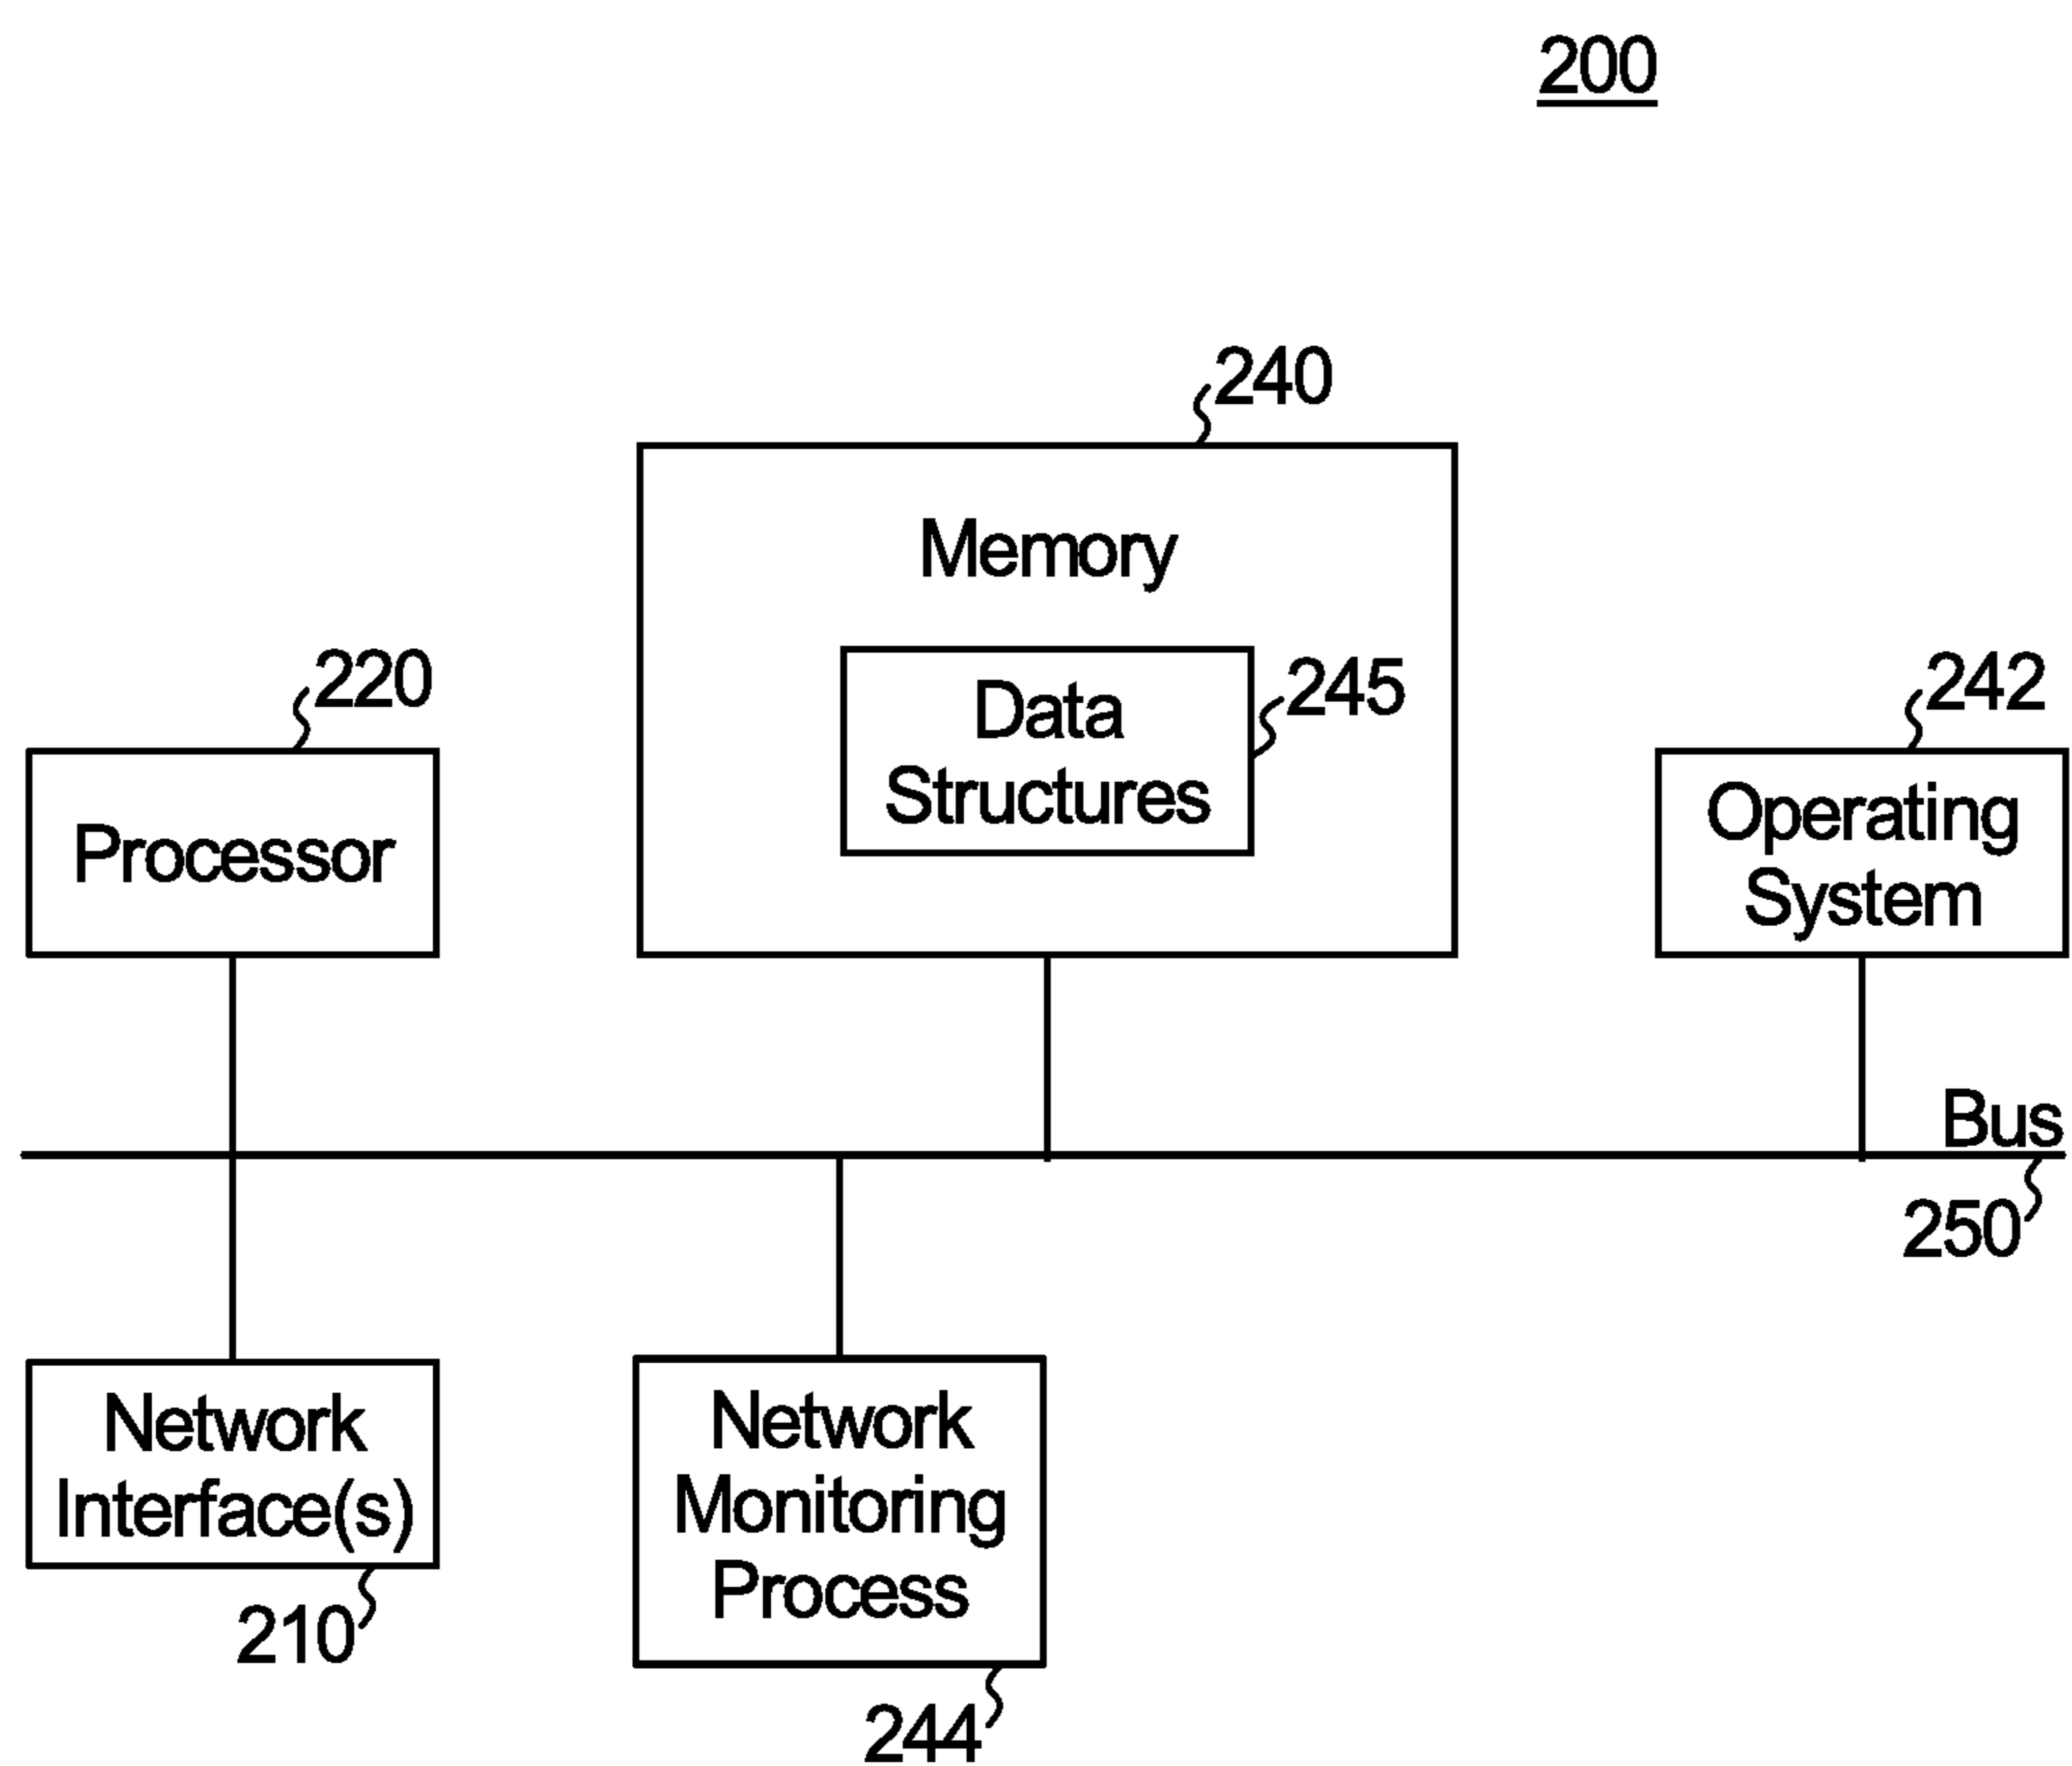 200
240
Memory
220
Data
Structures
245
242
Processor
Operating
System
Bus
250
Network
Interface(s)
210
Network
Monitoring
Process
244